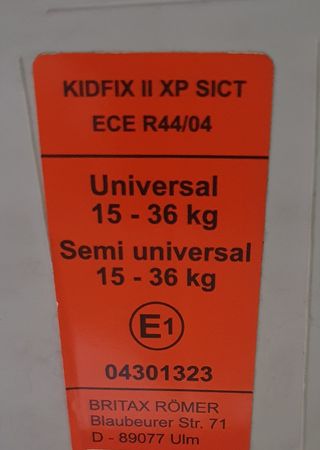 KIDFIX II XP SICT
ECE R44/04
Universal
15 - 36 kg
Semi universal
15 - 36 kg
E1
04301323
BRITAX RÖMER
Blaubeurer Str. 71
D - 89077 Ulm